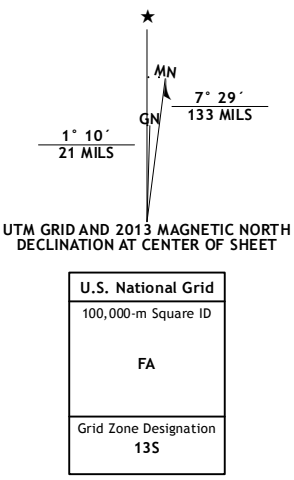 ★
MN
7° 29´
133 MILS
GN
1° 10´
21 MILS
UTM GRID AND 2013 MAGNETIC NORTH
DECLINATION AT CENTER OF SHEET
U.S. National Grid
100,000-m Square ID
FA
Grid Zone Designation
13S